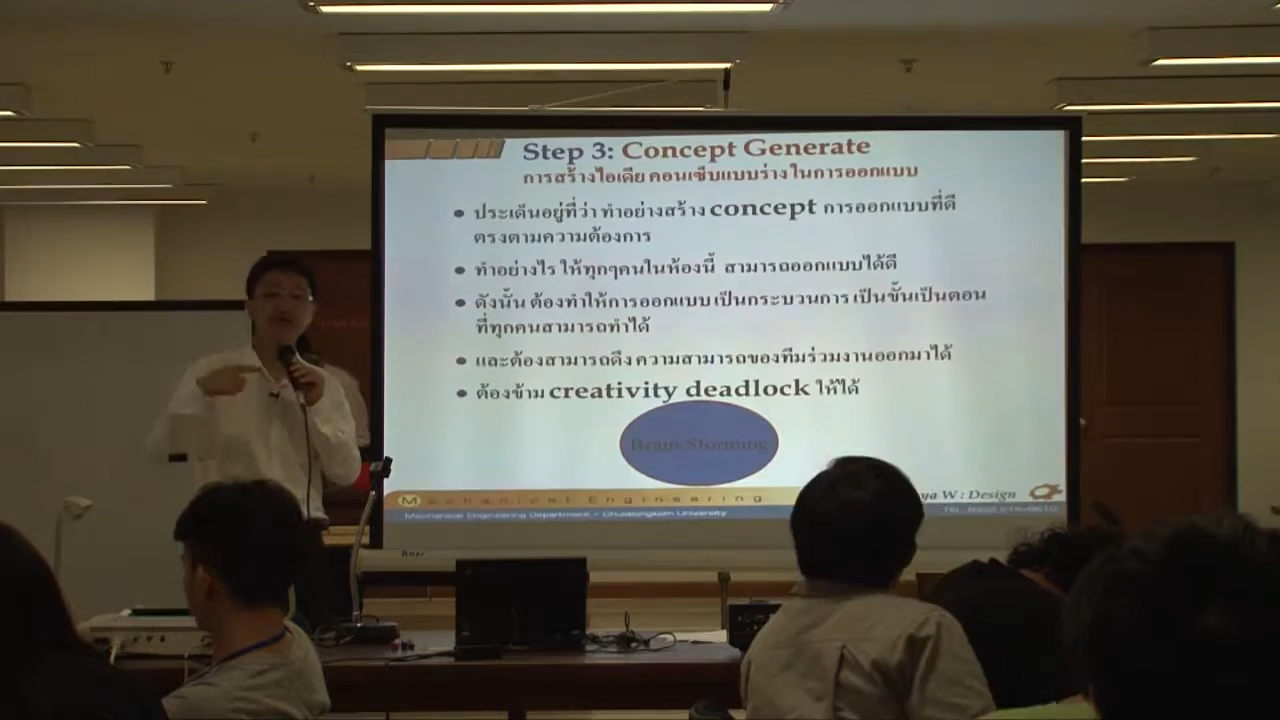 Step 3: Concept Generate
การสร้างไอเดีย คอนเซ็บแบบร่างในการออกแบบ
● ประเด็นอยู่ที่ว่า ทำอย่างสร้าง concept การออกแบบที่ดี
ตรงตามความต้องการ
● ทำอย่างไร ให้ทุกๆคนในห้องนี้ สามารถออกแบบได้ดี
● ดังนั้น ต้องทำให้การออกแบบ เป็นกระบวนการ เป็นขั้นเป็นตอน
ที่ทุกคนสามารถทำได้
● และต้องสามารถดึง ความสามารถของทีมร่วมงานออกมาได้
● ต้องข้าม creativity deadlock ให้ได้
Brain Storming
Mechanical Engineering
ya W : Design
Mechanical Engineering Department - Chulalongkorn University